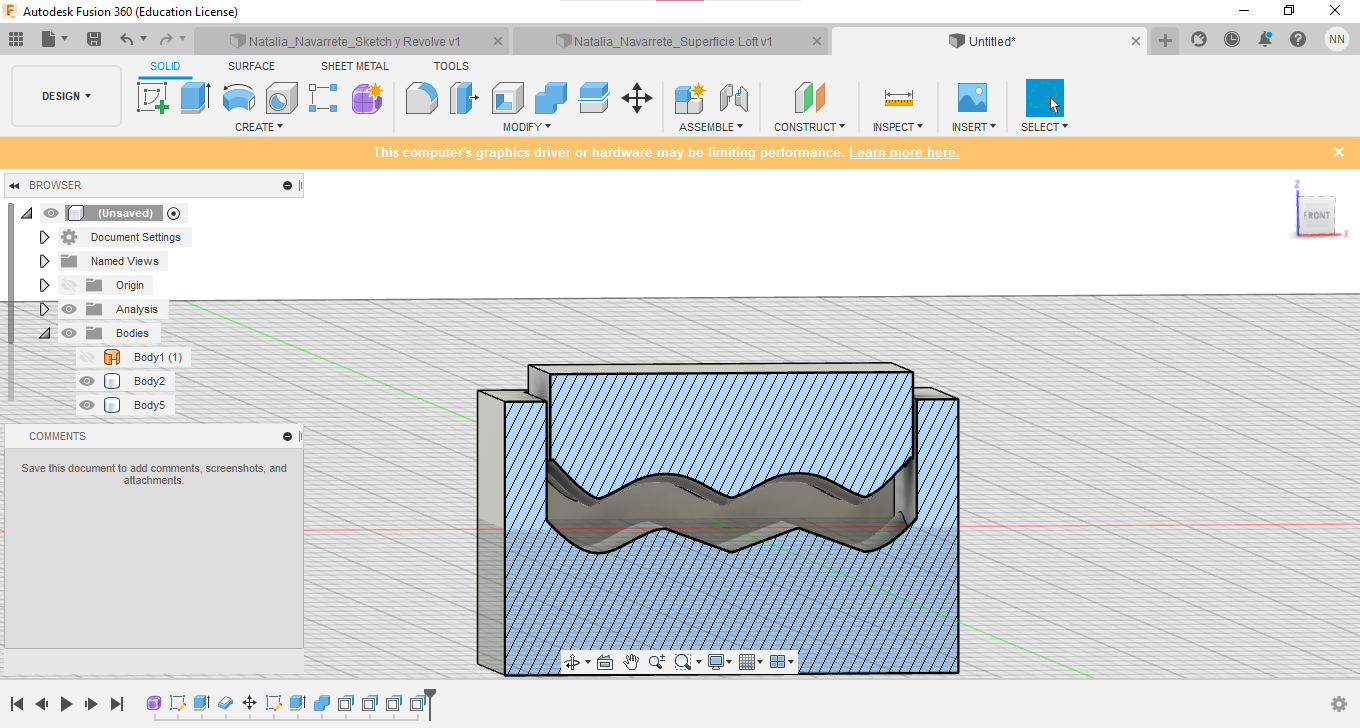 Autodesk Fusion 360 (Education License)
Natalia_Navarrete_Sketch y Revolve v1
Natalia_Navarrete_Superficie Loft v1
Untitled*
NN
SOLID
SURFACE
SHEET METAL
TOOLS
DESIGN
CREATE
MODIFY
ASSEMBLE
CONSTRUCT
INSPECT
INSERT
SELECT
This computer's graphics driver or hardware may be limiting performance. Learn more here.
BROWSER
(Unsaved)
Document Settings
Named Views
Origin
Analysis
Bodies
Body1 (1)
Body2
Body5
COMMENTS
Save this document to add comments, screenshots, and
attachments.
Z
FRONT
X